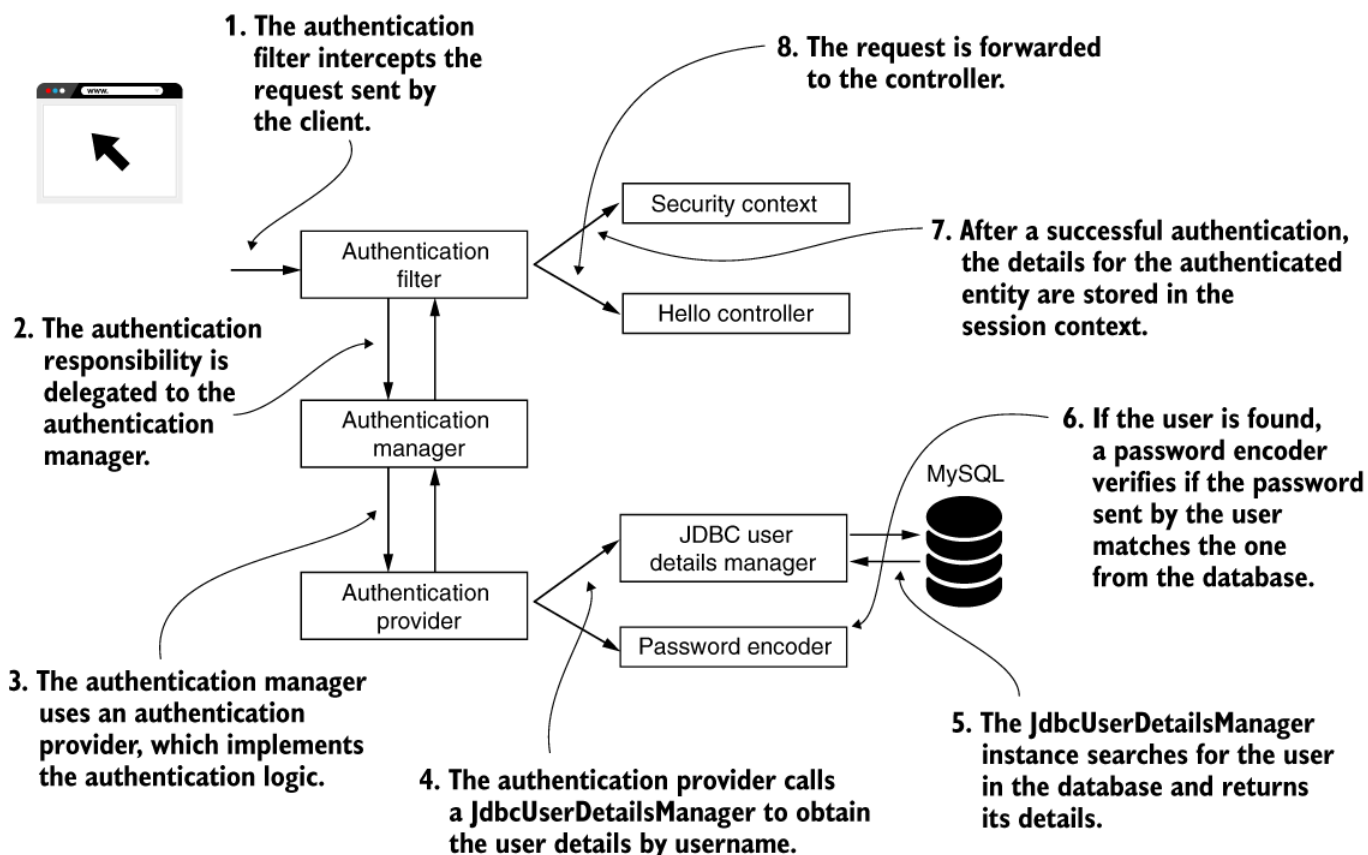 1. The authentication
filter intercepts the
request sent by
the client.
8. The request is forwarded
to the controller.
www.
Security context
Authentication
filter
7. After a successful authentication,
the details for the authenticated
entity are stored in the
session context.
Hello controller
2. The authentication
responsibility is
delegated to the
authentication
manager.
Authentication
manager
6. If the user is found,
a password encoder
verifies if the password
sent by the user
matches the one
from the database.
MySQL
JDBC user
details manager
Authentication
provider
Password encoder
3. The authentication manager
uses an authentication
provider, which implements
the authentication logic.
4. The authentication provider calls
a JdbcUserDetailsManager to obtain
the user details by username.
5. The JdbcUserDetailsManager
instance searches for the user
in the database and returns
its details.